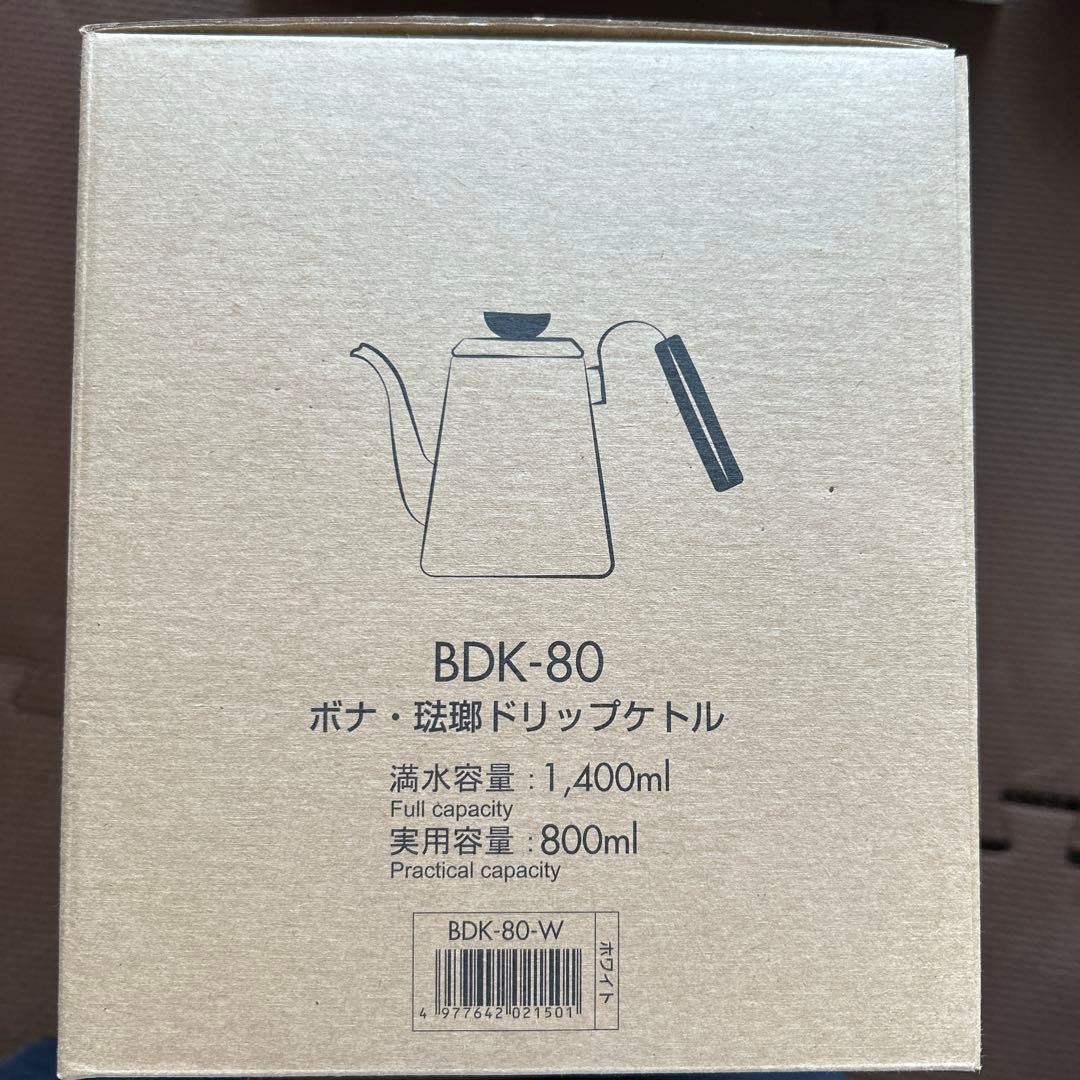 BDK-80
ボナ・琺瑯ドリップケトル
満水容量：1,400ml
Full capacity
実用容量：800ml
Practical capacity
BDK-80-W
ホワイト
4 977642 021501